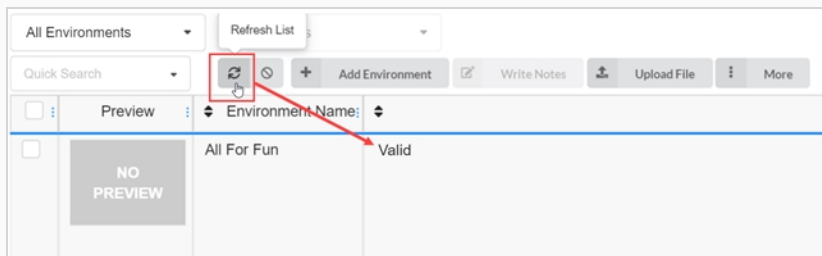 All Environments
Refresh List
s
Quick Search
Add Environment
Write Notes
Upload File
More
Preview
Environment Name
All For Fun
Valid
NO
PREVIEW